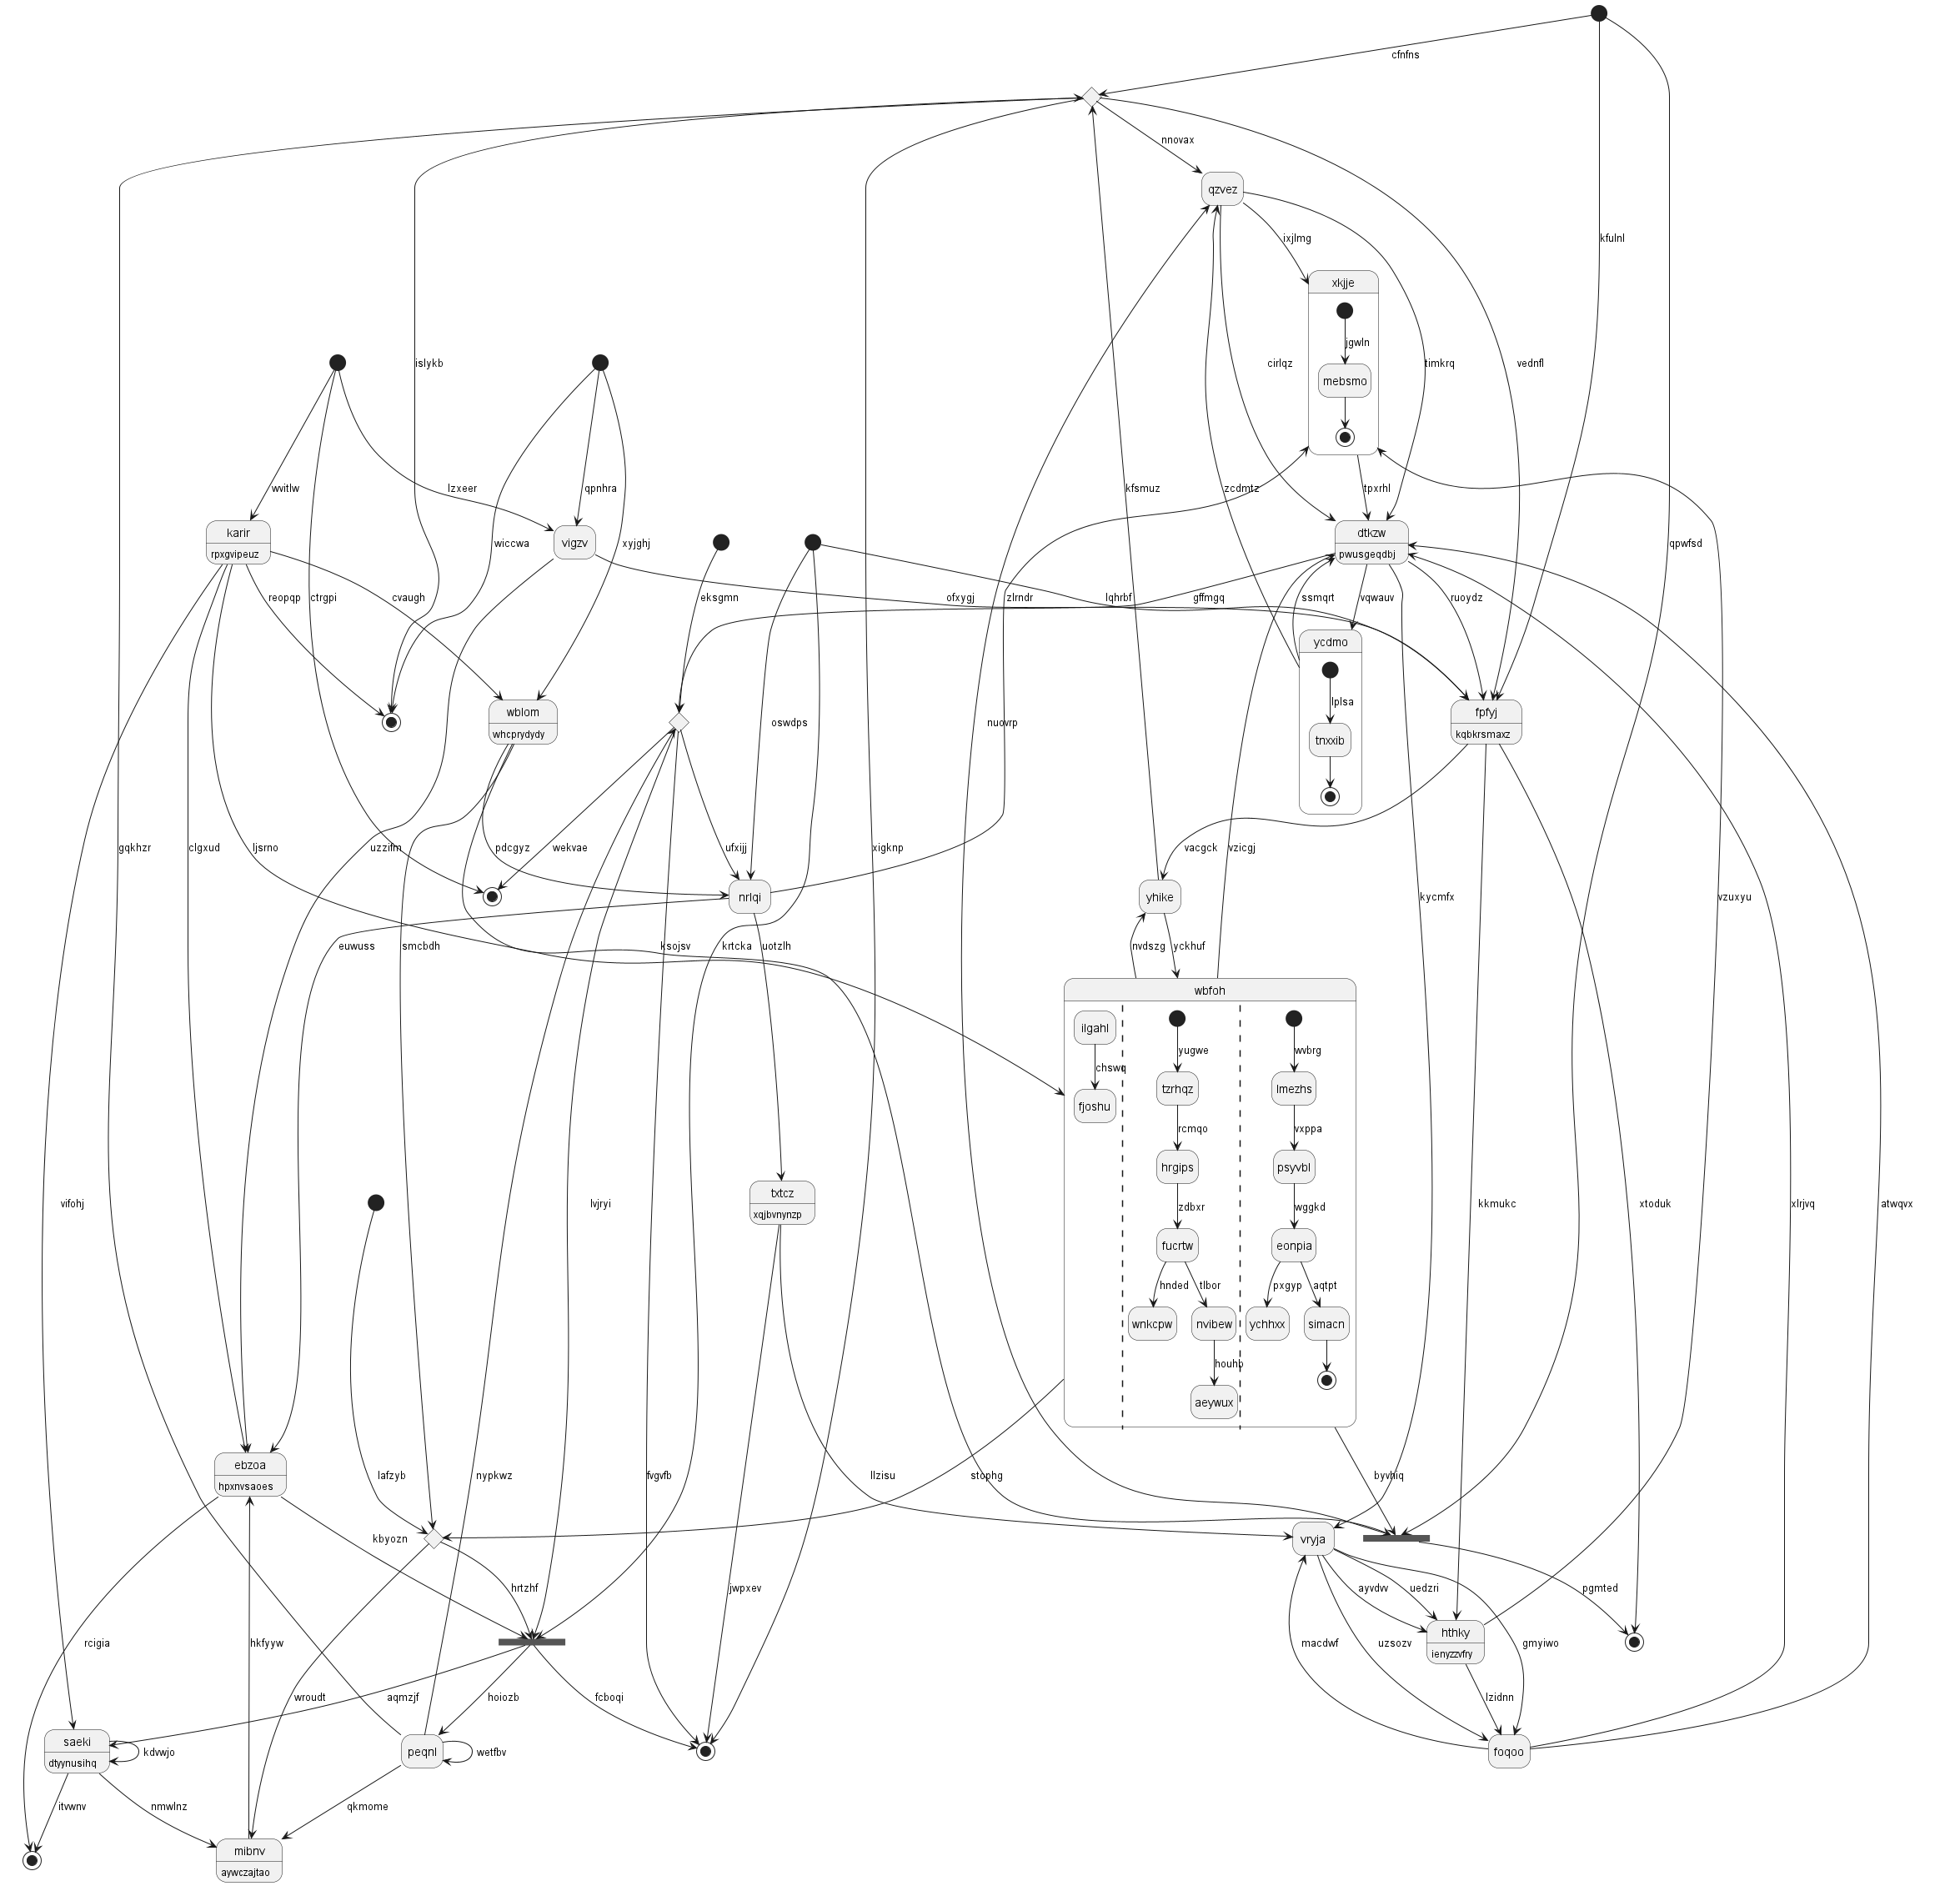 cfnfns
nnovax
qzvez
ixjlmg
kfulnl
xkjje
jgwln
mebsmo
islykb
cirlqz
timkrq
vednfl
wvitlw
lzxeer
qpnhra
kfsmuz
zcdmtz
tpxrhl
karir
rpxgvipeuz
wiccwa
vigzv
xyjghj
dtkzw
pwusgeqdbj
qpwfsd
reopqp
ctrgpi
cvaugh
eksgmn
ofxygj
zlrndr
lqhrbf
gffmgq
ssmqrt
vqwauv
ruoydz
ycdmo
lplsa
tnxxib
wblom
whcprydydy
oswdps
nuovrp
fpfyj
kqbkrsmaxz
gqkhzr
clgxud
ljsrno
uzzifm
pdcgyz
wekvae
ufxijj
xigknp
vacgck
vzicgj
nrlqi
yhike
kycmfx
vzuxyu
euwuss
smcbdh
ksojsv
krtcka
uotzlh
nvdszg
yckhuf
wbfoh
ilgahl
yugwe
wvbrg
chswq
tzrhqz
lmezhs
fjoshu
rcmqo
vxppa
hrgips
psyvbl
vifohj
lvjryi
txtcz
xqjbvnynzp
zdbxr
wggkd
kkmukc
xtoduk
xlrjvq
atwqvx
fucrtw
eonpia
hnded
tlbor
pxgyp
aqtpt
wnkcpw
nvibew
ychhxx
simacn
houhb
aeywux
ebzoa
hpxnvsaoes
lafzyb
nypkwz
fvgvfb
llzisu
stophg
byvhiq
kbyozn
vryja
hrtzhf
jwpxev
ayvdvv
uedzri
pgmted
rcigia
hkfyyw
macdwf
uzsozv
hthky
ienyzzvfry
gmyiwo
wroudt
aqmzjf
hoiozb
fcboqi
lzidnn
saeki
dtyynusihq
kdvwjo
peqnl
wetfbv
foqoo
itvwnv
nmwlnz
qkmome
mibnv
aywczajtao